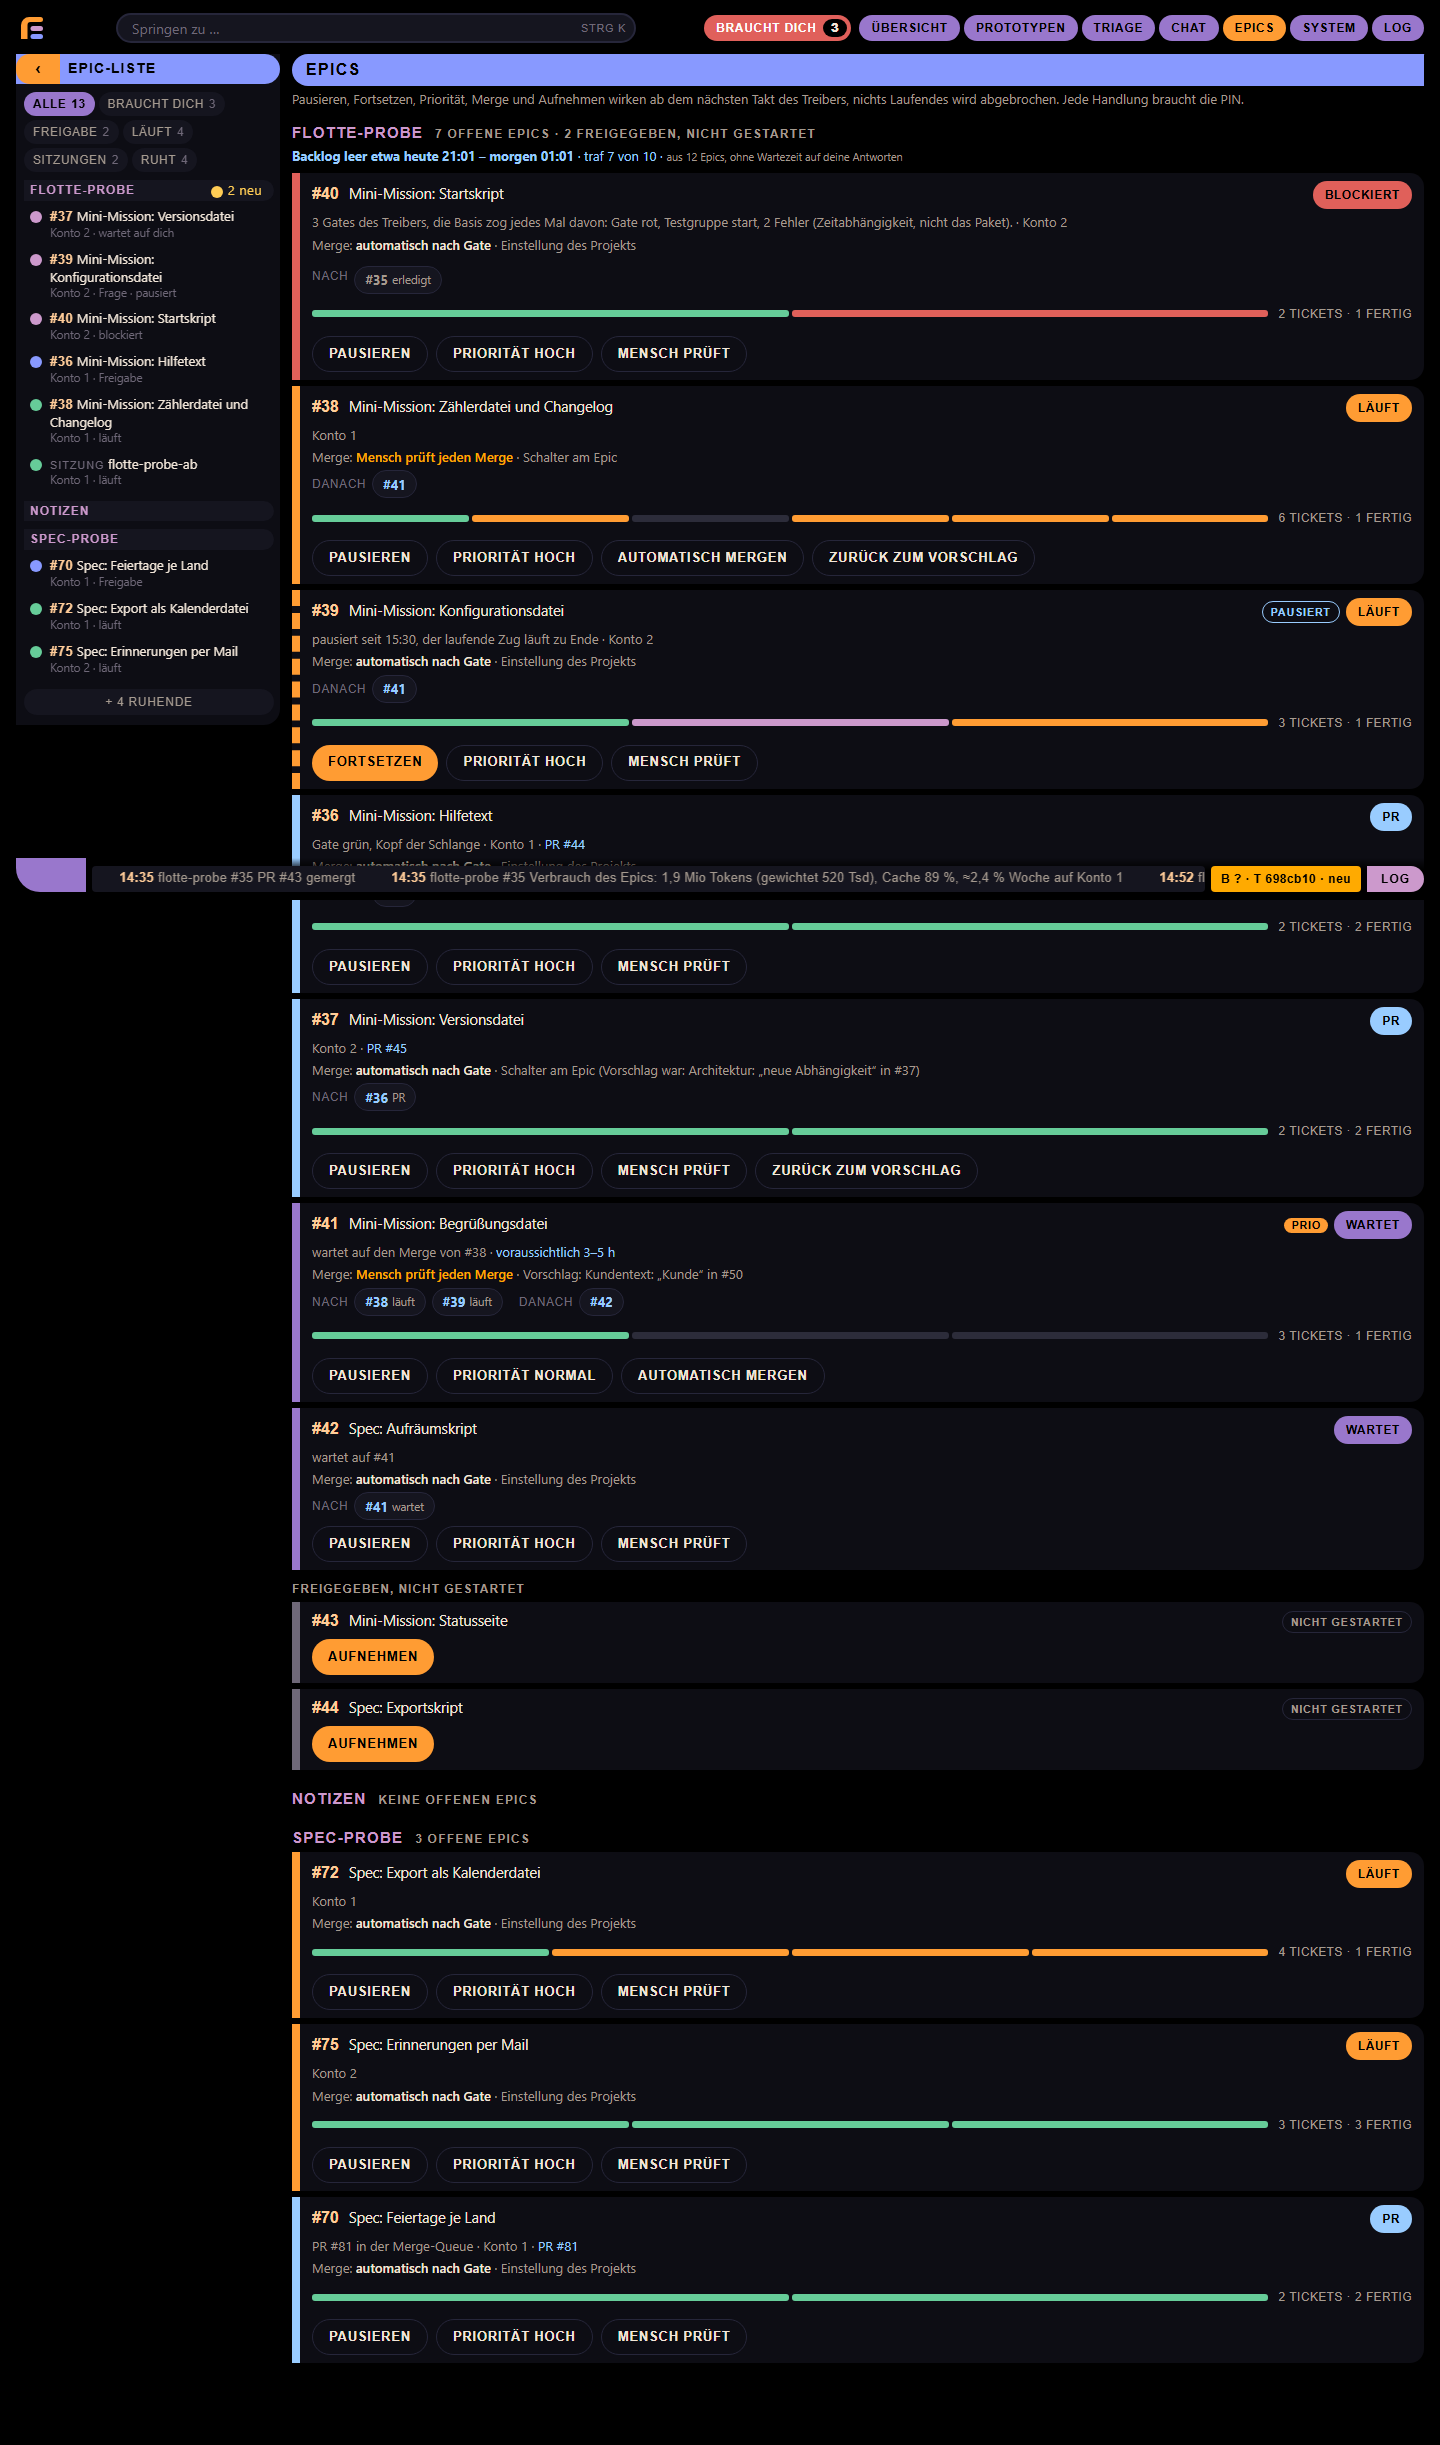 Springen zu ... STRG K
BRAUCHT DICH 3
ÜBERSICHT
PROTOTYPEN
TRIAGE
CHAT
EPICS
SYSTEM
LOG
‹ EPIC-LISTE
ALLE 13
BRAUCHT DICH 3
FREIGABE 2
LÄUFT 4
SITZUNGEN 2
RUHT 4
FLOTTE-PROBE 2 neu
#37 Mini-Mission: Versionsdatei
Konto 2 · wartet auf dich
#39 Mini-Mission:
Konfigurationsdatei
Konto 2 · Frage · pausiert
#40 Mini-Mission: Startskript
Konto 2 · blockiert
#36 Mini-Mission: Hilfetext
Konto 1 · Freigabe
#38 Mini-Mission: Zählerdatei und
Changelog
Konto 1 · läuft
SITZUNG flotte-probe-ab
Konto 1 · läuft
NOTIZEN
SPEC-PROBE
#70 Spec: Feiertage je Land
Konto 1 · Freigabe
#72 Spec: Export als Kalenderdatei
Konto 1 · läuft
#75 Spec: Erinnerungen per Mail
Konto 2 · läuft
+ 4 RUHENDE
EPICS
Pausieren, Fortsetzen, Priorität, Merge und Aufnehmen wirken ab dem nächsten Takt des Treibers, nichts Laufendes wird abgebrochen. Jede Handlung braucht die PIN.
FLOTTE-PROBE 7 OFFENE EPICS · 2 FREIGEGEBEN, NICHT GESTARTET
Backlog leer etwa heute 21:01 – morgen 01:01 · traf 7 von 10 · aus 12 Epics, ohne Wartezeit auf deine Antworten
#40 Mini-Mission: Startskript BLOCKIERT
3 Gates des Treibers, die Basis zog jedes Mal davon: Gate rot, Testgruppe start, 2 Fehler (Zeitabhängigkeit, nicht das Paket). · Konto 2
Merge: automatisch nach Gate · Einstellung des Projekts
NACH #35 erledigt
2 TICKETS · 1 FERTIG
PAUSIEREN PRIORITÄT HOCH MENSCH PRÜFT
#38 Mini-Mission: Zählerdatei und Changelog LÄUFT
Konto 1
Merge: Mensch prüft jeden Merge · Schalter am Epic
DANACH #41
6 TICKETS · 1 FERTIG
PAUSIEREN PRIORITÄT HOCH AUTOMATISCH MERGEN ZURÜCK ZUM VORSCHLAG
#39 Mini-Mission: Konfigurationsdatei PAUSIERT LÄUFT
pausiert seit 15:30, der laufende Zug läuft zu Ende · Konto 2
Merge: automatisch nach Gate · Einstellung des Projekts
DANACH #41
3 TICKETS · 1 FERTIG
FORTSETZEN PRIORITÄT HOCH MENSCH PRÜFT
#36 Mini-Mission: Hilfetext PR
Gate grün, Kopf der Schlange · Konto 1 · PR #44
Merge: automatisch nach Gate · Einstellung des Projekts
14:35 flotte-probe #35 PR #43 gemergt 14:35 flotte-probe #35 Verbrauch des Epics: 1,9 Mio Tokens (gewichtet 520 Tsd), Cache 89 %, ≈2,4 % Woche auf Konto 1 14:52 fl
B ? · T 698cb10 · neu
LOG
2 TICKETS · 2 FERTIG
PAUSIEREN PRIORITÄT HOCH MENSCH PRÜFT
#37 Mini-Mission: Versionsdatei PR
Konto 2 · PR #45
Merge: automatisch nach Gate · Schalter am Epic (Vorschlag war: Architektur: „neue Abhängigkeit“ in #37)
NACH #36 PR
2 TICKETS · 2 FERTIG
PAUSIEREN PRIORITÄT HOCH MENSCH PRÜFT ZURÜCK ZUM VORSCHLAG
#41 Mini-Mission: Begrüßungsdatei PRIO WARTET
wartet auf den Merge von #38 · voraussichtlich 3–5 h
Merge: Mensch prüft jeden Merge · Vorschlag: Kundentext: „Kunde“ in #50
NACH #38 läuft #39 läuft DANACH #42
3 TICKETS · 1 FERTIG
PAUSIEREN PRIORITÄT NORMAL AUTOMATISCH MERGEN
#42 Spec: Aufräumskript WARTET
wartet auf #41
Merge: automatisch nach Gate · Einstellung des Projekts
NACH #41 wartet
PAUSIEREN PRIORITÄT HOCH MENSCH PRÜFT
FREIGEGEBEN, NICHT GESTARTET
#43 Mini-Mission: Statusseite NICHT GESTARTET
AUFNEHMEN
#44 Spec: Exportskript NICHT GESTARTET
AUFNEHMEN
NOTIZEN KEINE OFFENEN EPICS
SPEC-PROBE 3 OFFENE EPICS
#72 Spec: Export als Kalenderdatei LÄUFT
Konto 1
Merge: automatisch nach Gate · Einstellung des Projekts
4 TICKETS · 1 FERTIG
PAUSIEREN PRIORITÄT HOCH MENSCH PRÜFT
#75 Spec: Erinnerungen per Mail LÄUFT
Konto 2
Merge: automatisch nach Gate · Einstellung des Projekts
3 TICKETS · 3 FERTIG
PAUSIEREN PRIORITÄT HOCH MENSCH PRÜFT
#70 Spec: Feiertage je Land PR
PR #81 in der Merge-Queue · Konto 1 · PR #81
Merge: automatisch nach Gate · Einstellung des Projekts
2 TICKETS · 2 FERTIG
PAUSIEREN PRIORITÄT HOCH MENSCH PRÜFT